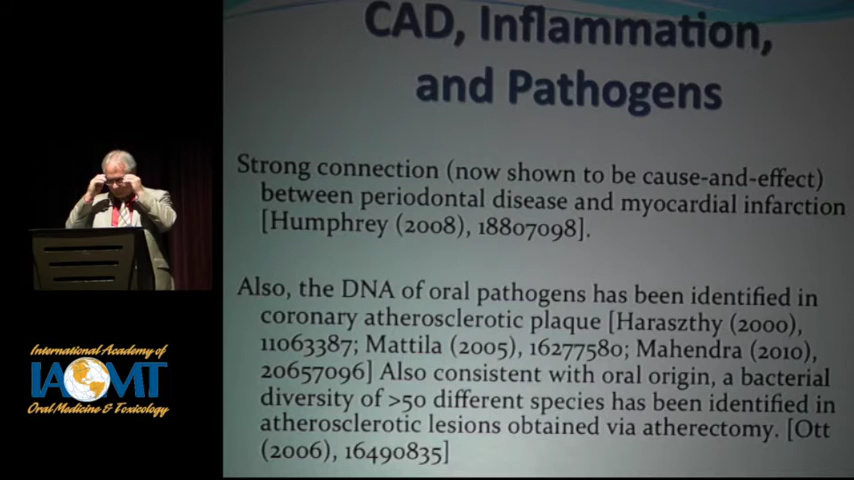 CAD, Inflammation,
and Pathogens
Strong connection (now shown to be cause-and-effect)
between periodontal disease and myocardial infarction
[Humphrey (2008), 18807098].
Also, the DNA of oral pathogens has been identified in
coronary atherosclerotic plaque [Haraszthy (2000),
11063387; Mattila (2005), 16277580; Mahendra (2010),
20657096] Also consistent with oral origin, a bacterial
diversity of >50 different species has been identified in
atherosclerotic lesions obtained via atherectomy. [Ott
(2006), 16490835]
International Academy of
IAOMT
Oral Medicine & Toxicology